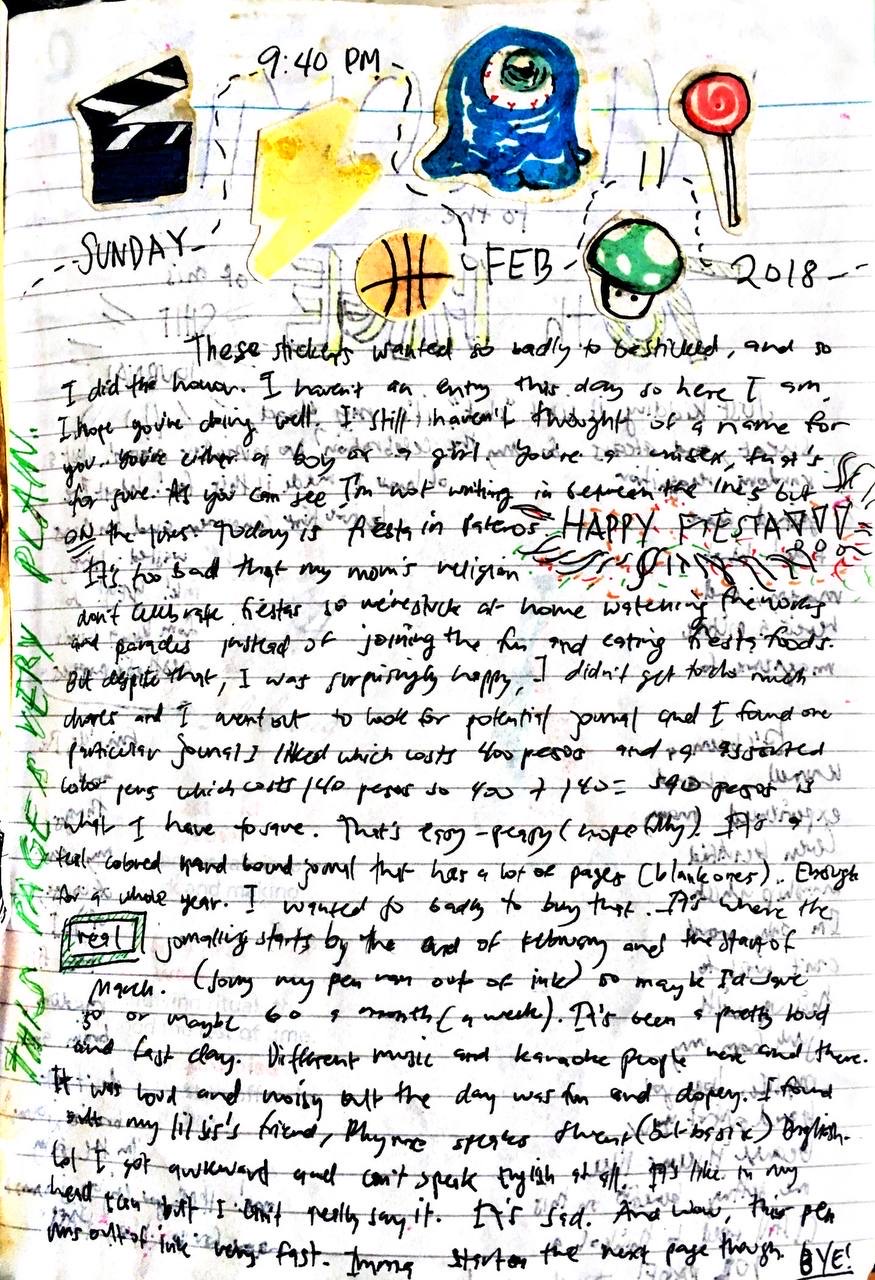 9:40 PM
11
SUNDAY FEB 2018
These stickers wanted so badly to be sticked, and so
I did the honor. I haven't an entry this day so here I am.
I hope you're doing well. I still haven't thought of a name for
you. You're either a boy or a girl. You're a unisex, that's
for sure. As you can see I'm not writing in between the lines but
ON the lines. Today is fiesta in Pateros HAPPY FIESTA
It's too bad that my mom's religion
don't celibrate fiestas so we're stuck at home watching fireworks
and parades instead of joining the fun and eating fiesta foods.
But despite that, I was surprisingly happy, I didn't get to do much
chores and I went out to look for potential journal and I found one
particular journal I liked which costs 400 pesos and a assorted
color pens which costs 140 pesos so 400 + 140 = 540 pesos is
what I have to save. That's easy-peasy (hopefully). It's a
teal colored hard bound jornal that has a lot of pages (blank ones). Enough
for a whole year. I wanted so badly to buy that. It's where the
real jornalling starts by the end of February and the start of
March. (sorry my pen ran out of ink) so maybe I'd save
50 or maybe 60 a month (a week). It's been a pretty loud
and fast day. Different music and karaoke people here and there.
It was loud and noisy but the day was fun and dopey. I found
out my lil sis's friend, Rhyme speaks fluent (but basic) English.
Lol I got awkward and can't speak English at all. It's like in my
head I can but I can't really say it. It's sad. And wow, this pen
runs out of ink very fast. Imma start on the next page though. BYE!
THIS PAGE IS VERY PLAIN.